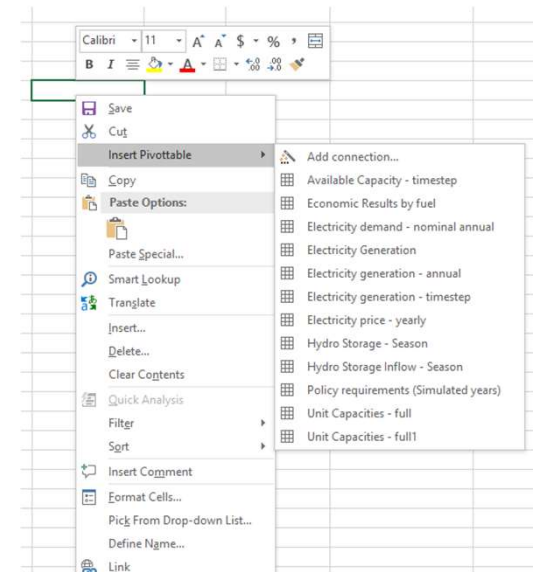 Calibri 11 A A $ % ,
B I A .00 .00
Save
Cut
Insert Pivottable
Copy
Paste Options:
Paste Special...
Smart Lookup
Translate
Insert...
Delete...
Clear Contents
Quick Analysis
Filter
Sort
Insert Comment
Format Cells...
Pick From Drop-down List...
Define Name...
Link
Add connection...
Available Capacity - timestep
Economic Results by fuel
Electricity demand - nominal annual
Electricity Generation
Electricity generation - annual
Electricity generation - timestep
Electricity price - yearly
Hydro Storage - Season
Hydro Storage Inflow - Season
Policy requirements (Simulated years)
Unit Capacities - full
Unit Capacities - full1